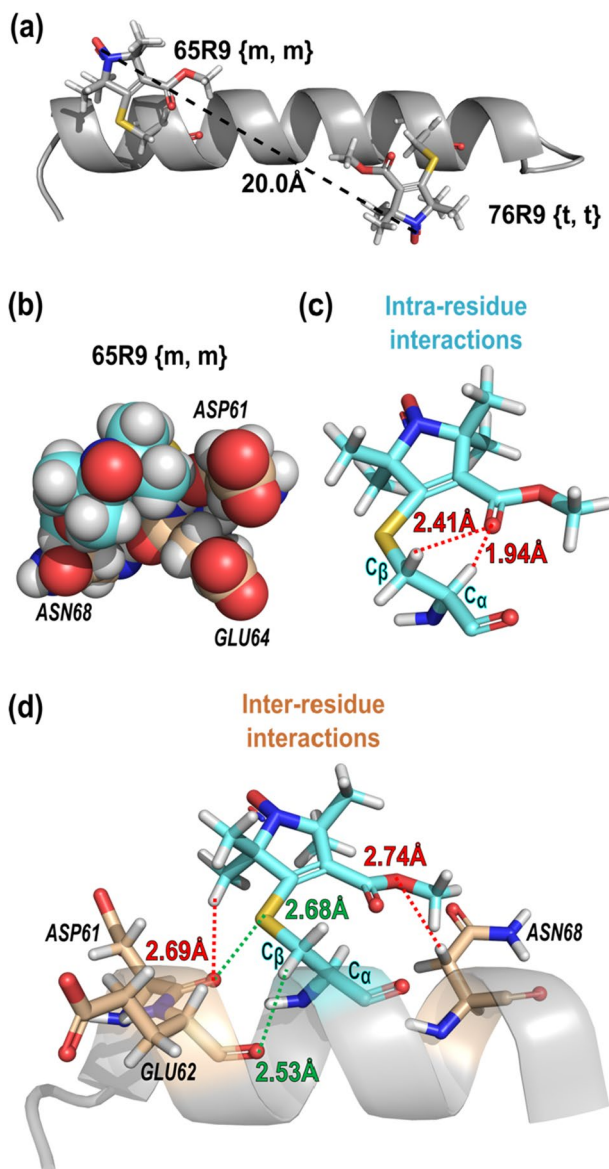 (a)
65R9 {m, m}
20.0Å
76R9 {t, t}
(b)
65R9 {m, m}
ASP61
ASN68
GLU64
(c)
Intra-residue
interactions
2.41Å
1.94Å
Cβ
Cα
(d)
Inter-residue
interactions
2.74Å
ASP61
2.69Å
2.68Å
ASN68
Cβ
Cα
GLU62
2.53Å